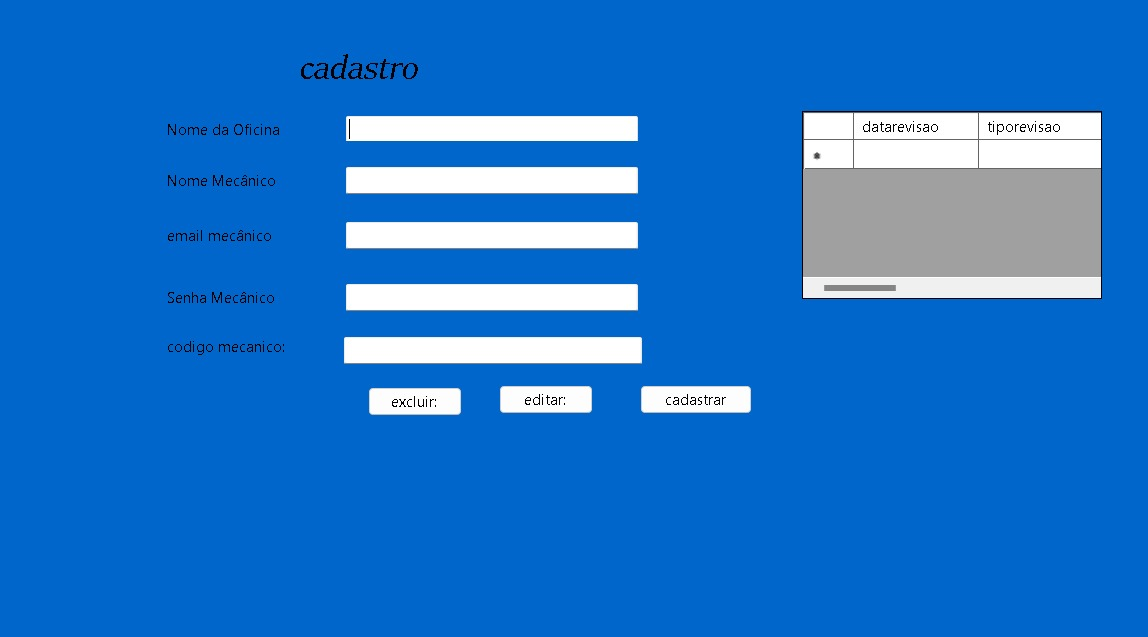 cadastro
Nome da Oficina
datarevisao tiporevisao
Nome Mecânico
email mecânico
Senha Mecânico
codigo mecanico:
excluir: editar: cadastrar